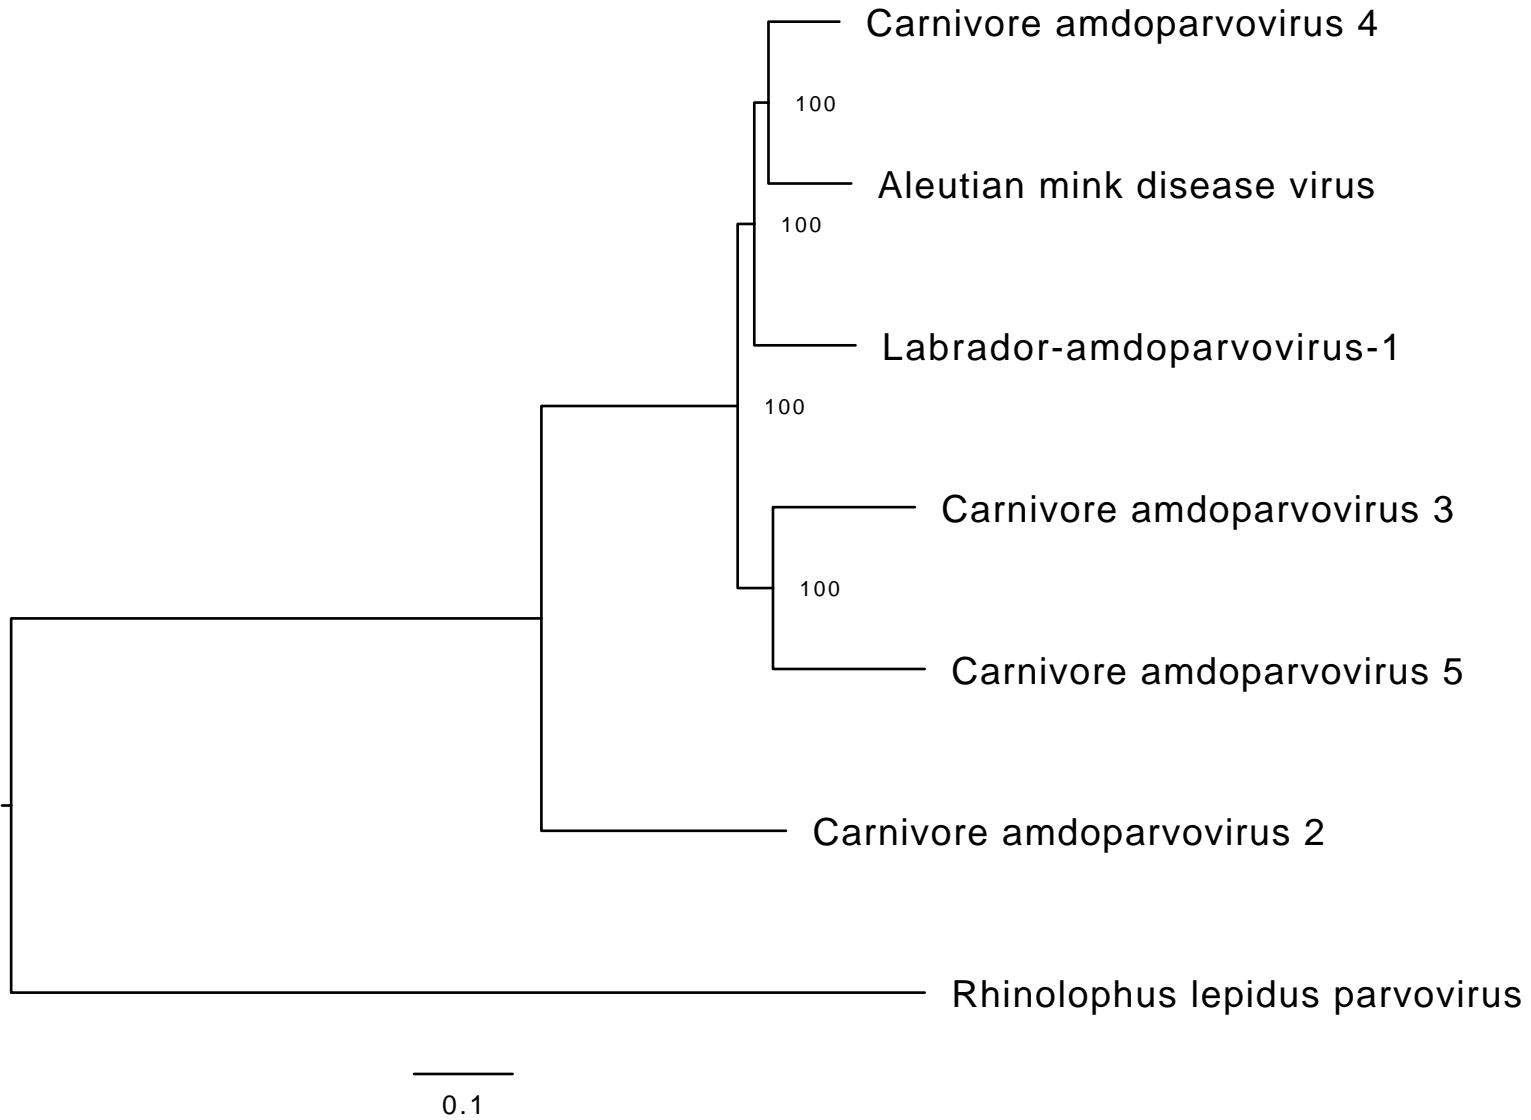 Carnivore amdoparvovirus 4
100
Aleutian mink disease virus
100
Labrador-amdoparvovirus-1
100
Carnivore amdoparvovirus 3
100
Carnivore amdoparvovirus 5
Carnivore amdoparvovirus 2
Rhinolophus lepidus parvovirus
0.1